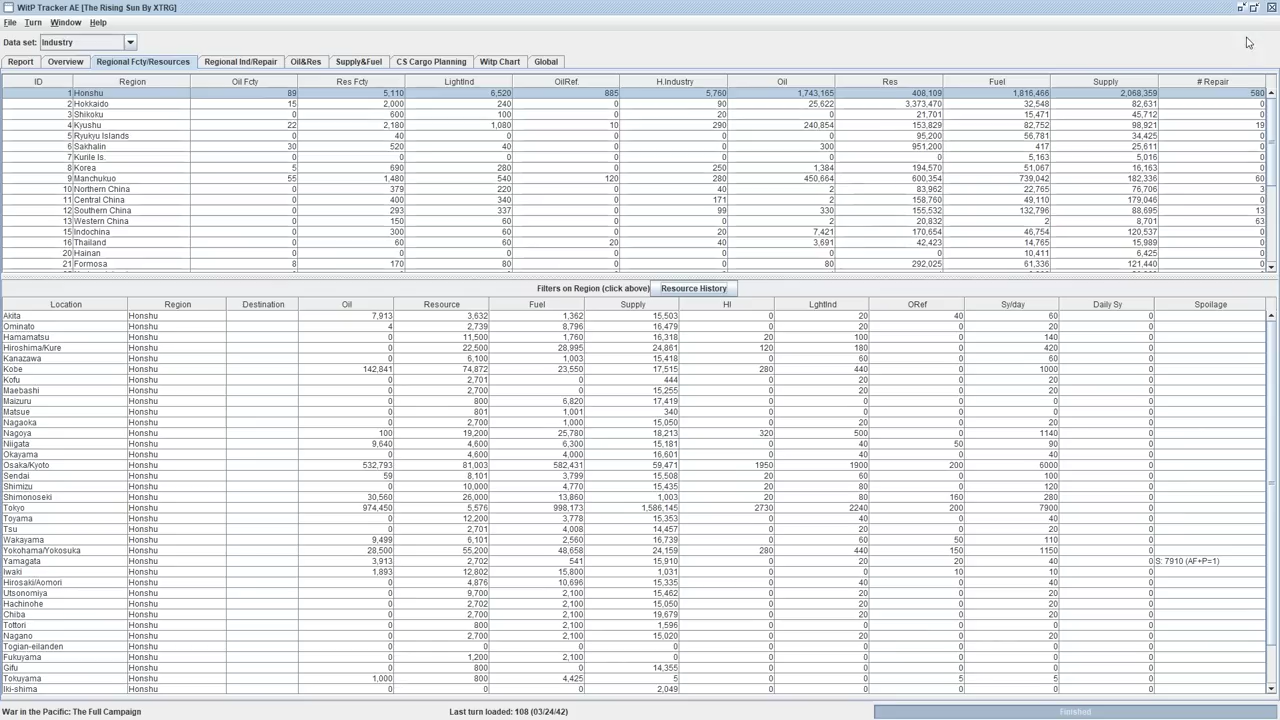 WitP Tracker AE [The Rising Sun By XTRG]
File Turn Window Help
Data set: Industry
Report Overview Regional Fcty/Resources Regional Ind/Repair Oil&Res Supply&Fuel CS Cargo Planning Witp Chart Global
ID Region Oil Fcty Res Fcty LightInd OilRef. H.Industry Oil Res Fuel Supply # Repair
1 Honshu 89 5,110 6,520 885 5,760 1,743,165 408,109 1,816,466 2,068,359 580
2 Hokkaido 15 2,000 240 0 90 25,622 3,373,470 32,548 82,631 0
3 Shikoku 0 600 100 0 20 0 21,701 15,471 45,712 0
4 Kyushu 22 2,180 1,080 10 290 240,854 153,829 82,752 98,921 19
5 Ryukyu Islands 0 40 0 0 0 0 95,200 56,781 34,425 0
6 Sakhalin 30 520 40 0 0 300 951,200 417 25,611 0
7 Kurile Is. 0 0 0 0 0 0 0 5,163 5,016 0
8 Korea 5 690 280 0 250 1,384 194,570 51,067 16,163 0
9 Manchukuo 55 1,480 540 120 280 450,664 600,354 739,042 182,336 60
10 Northern China 0 379 220 0 40 2 83,962 22,765 76,706 3
11 Central China 0 400 340 0 171 2 158,760 49,110 179,046 0
12 Southern China 0 293 337 0 99 330 155,532 132,796 88,695 13
13 Western China 0 150 60 0 0 0 20,832 2 8,701 63
15 Indochina 0 300 60 0 20 7,421 170,654 46,754 120,537 0
16 Thailand 0 60 60 20 40 3,691 42,423 14,765 15,989 0
20 Hainan 0 0 0 0 0 0 0 10,411 6,425 0
21 Formosa 8 170 80 0 0 80 292,025 61,336 121,440 0
Filters on Region (click above) Resource History
Location Region Destination Oil Resource Fuel Supply HI LghtInd ORef Sy/day Daily Sy Spoilage
Akita Honshu 7,913 3,632 1,362 15,503 0 20 40 60 0
Ominato Honshu 4 2,739 8,796 16,479 0 20 0 20 0
Hamamatsu Honshu 0 11,500 1,760 16,318 20 100 0 140 0
Hiroshima/Kure Honshu 0 22,500 28,995 24,861 120 180 0 420 0
Kanazawa Honshu 0 6,100 1,003 15,418 0 60 0 60 0
Kobe Honshu 142,841 74,872 23,550 17,515 280 440 0 1000 0
Kofu Honshu 0 2,701 0 444 0 20 0 20 0
Maebashi Honshu 0 2,700 0 15,255 0 20 0 20 0
Maizuru Honshu 0 800 6,820 17,419 0 0 0 0 0
Matsue Honshu 0 801 1,001 340 0 0 0 0 0
Nagaoka Honshu 0 2,700 1,000 15,050 0 20 0 20 0
Nagoya Honshu 100 19,200 25,780 18,213 320 500 0 1140 0
Niigata Honshu 9,640 4,600 6,300 15,181 0 40 50 90 0
Okayama Honshu 0 4,600 4,000 16,601 0 40 0 40 0
Osaka/Kyoto Honshu 532,793 81,003 582,431 59,471 1950 1900 200 6000 0
Sendai Honshu 59 8,101 3,799 15,508 20 60 0 100 0
Shimizu Honshu 0 10,000 4,770 15,435 20 80 0 120 0
Shimonoseki Honshu 30,560 26,000 13,860 1,003 20 80 160 280 0
Tokyo Honshu 974,450 5,576 998,173 1,586,145 2730 2240 200 7900 0
Toyama Honshu 0 12,200 3,778 15,353 0 40 0 40 0
Tsu Honshu 0 2,701 4,008 14,457 0 20 0 20 0
Wakayama Honshu 9,499 6,101 2,560 16,739 0 60 50 110 0
Yokohama/Yokosuka Honshu 28,500 55,200 48,658 24,159 280 440 150 1150 0
Yamagata Honshu 3,913 2,702 541 15,910 0 20 20 40 0 S: 7910 (AF+P=1)
Iwaki Honshu 1,893 12,802 15,800 1,031 0 0 10 10 0
Hirosaki/Aomori Honshu 0 4,876 10,696 15,335 0 40 0 40 0
Utsonomiya Honshu 0 9,700 2,100 15,462 0 40 0 40 0
Hachinohe Honshu 0 2,702 2,100 15,050 0 20 0 20 0
Chiba Honshu 0 2,700 2,100 19,679 0 20 0 20 0
Tottori Honshu 0 800 2,100 1,596 0 0 0 0 0
Nagano Honshu 0 2,700 2,100 15,020 0 20 0 20 0
Togian-eilanden Honshu 0 0 0 0 0 0 0 0 0
Fukuyama Honshu 0 1,200 2,100 0 0 0 0 0 0
Gifu Honshu 0 800 0 14,355 0 0 0 0 0
Tokuyama Honshu 1,000 800 4,425 5 0 0 5 5 0
Iki-shima Honshu 0 0 0 2,049 0 0 0 0 0
War in the Pacific: The Full Campaign Last turn loaded: 108 (03/24/42) Finished